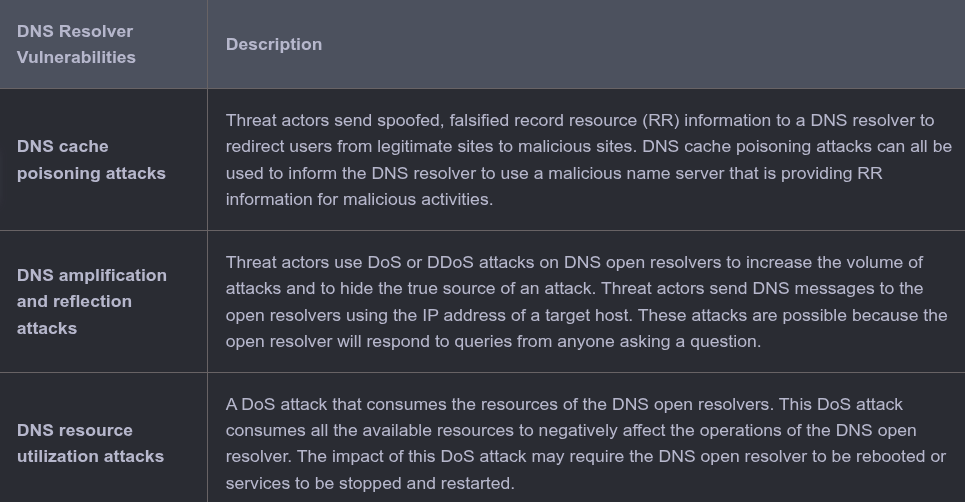 DNS Resolver
Vulnerabilities
Description
DNS cache
poisoning attacks
Threat actors send spoofed, falsified record resource (RR) information to a DNS resolver to
redirect users from legitimate sites to malicious sites. DNS cache poisoning attacks can all be
used to inform the DNS resolver to use a malicious name server that is providing RR
information for malicious activities.
DNS amplification
and reflection
attacks
Threat actors use DoS or DDoS attacks on DNS open resolvers to increase the volume of
attacks and to hide the true source of an attack. Threat actors send DNS messages to the
open resolvers using the IP address of a target host. These attacks are possible because the
open resolver will respond to queries from anyone asking a question.
DNS resource
utilization attacks
A DoS attack that consumes the resources of the DNS open resolvers. This DoS attack
consumes all the available resources to negatively affect the operations of the DNS open
resolver. The impact of this DoS attack may require the DNS open resolver to be rebooted or
services to be stopped and restarted.